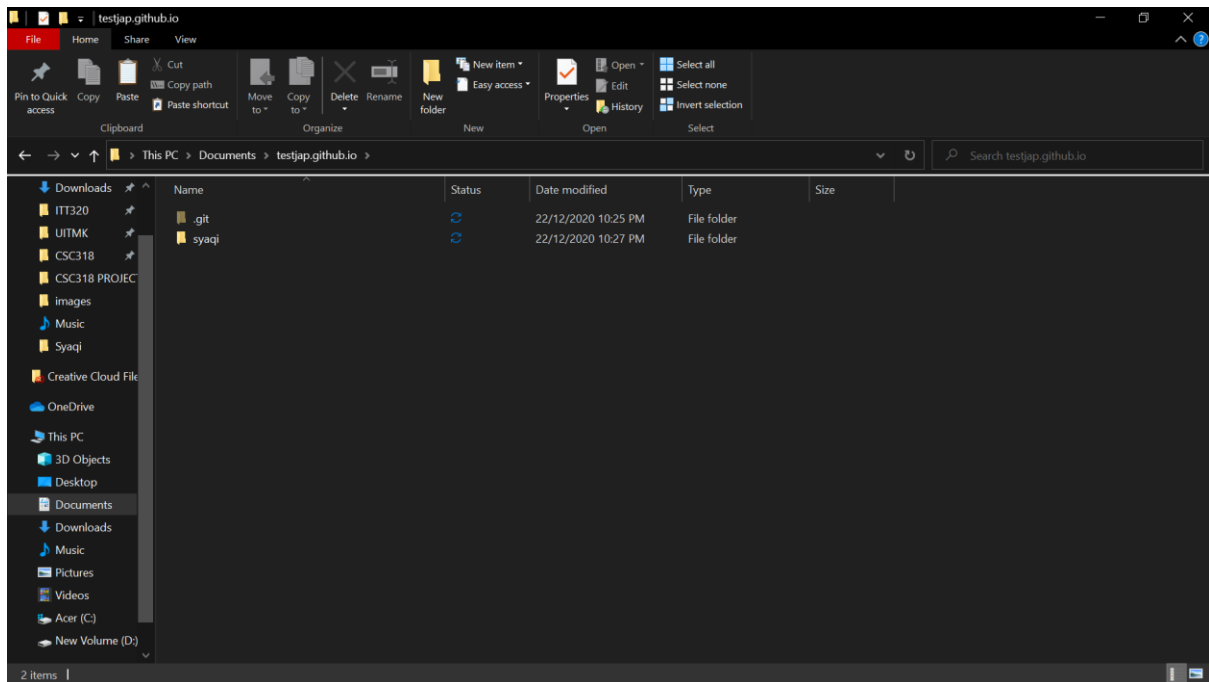 testjap.github.io
File Home Share View
Pin to Quick access
Copy
Paste
Cut
Copy path
Paste shortcut
Clipboard
Move to
Copy to
Delete
Rename
Organize
New folder
New item
Easy access
New
Properties
Open
Edit
History
Open
Select all
Select none
Invert selection
Select
This PC > Documents > testjap.github.io >
Search testjap.github.io
Name Status Date modified Type Size
.git 22/12/2020 10:25 PM File folder
syaqi 22/12/2020 10:27 PM File folder
Downloads
ITT320
UITMK
CSC318
CSC318 PROJEC
images
Music
Syaqi
Creative Cloud File
OneDrive
This PC
3D Objects
Desktop
Documents
Downloads
Music
Pictures
Videos
Acer (C:)
New Volume (D:)
2 items